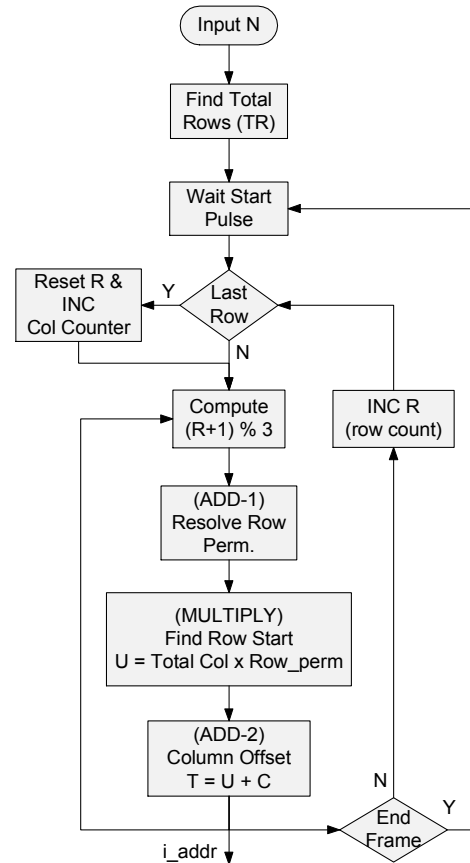 Input N
Find Total
Rows (TR)
Wait Start
Pulse
Reset R &
INC
Col Counter
Y
Last
Row
N
Compute
(R+1) % 3
INC R
(row count)
(ADD-1)
Resolve Row
Perm.
(MULTIPLY)
Find Row Start
U = Total Col x Row_perm
(ADD-2)
Column Offset
T = U + C
N
Y
End
Frame
i_addr